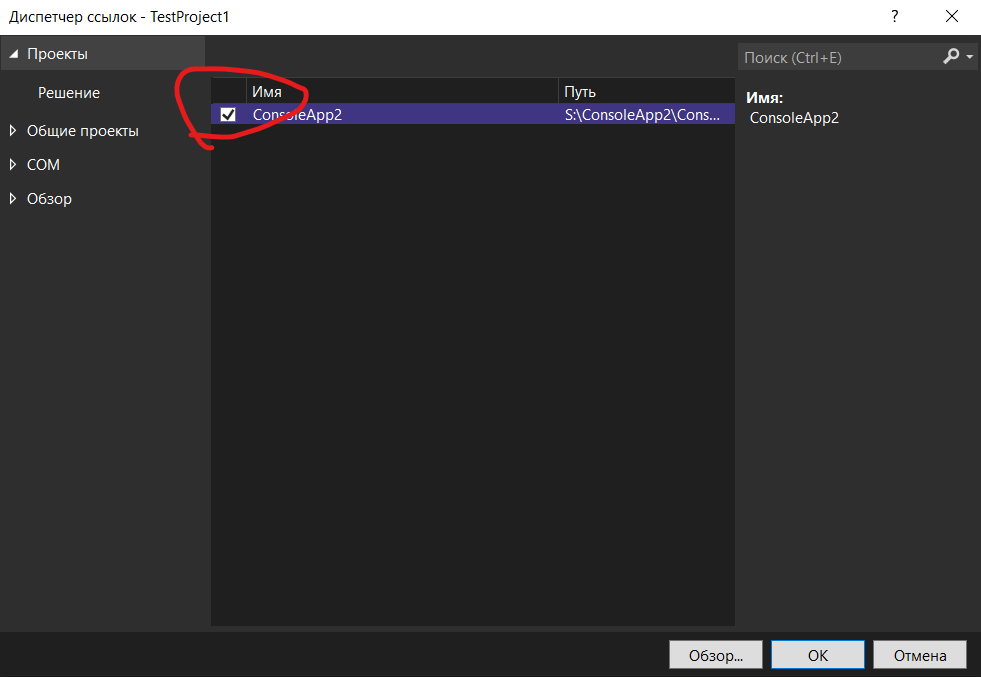 Диспетчер ссылок - TestProject1
?
Проекты
Поиск (Ctrl+E)
Решение
Общие проекты
COM
Обзор
Имя Путь
ConsoleApp2 S:\ConsoleApp2\Cons...
Имя:
ConsoleApp2
Обзор... ОК Отмена